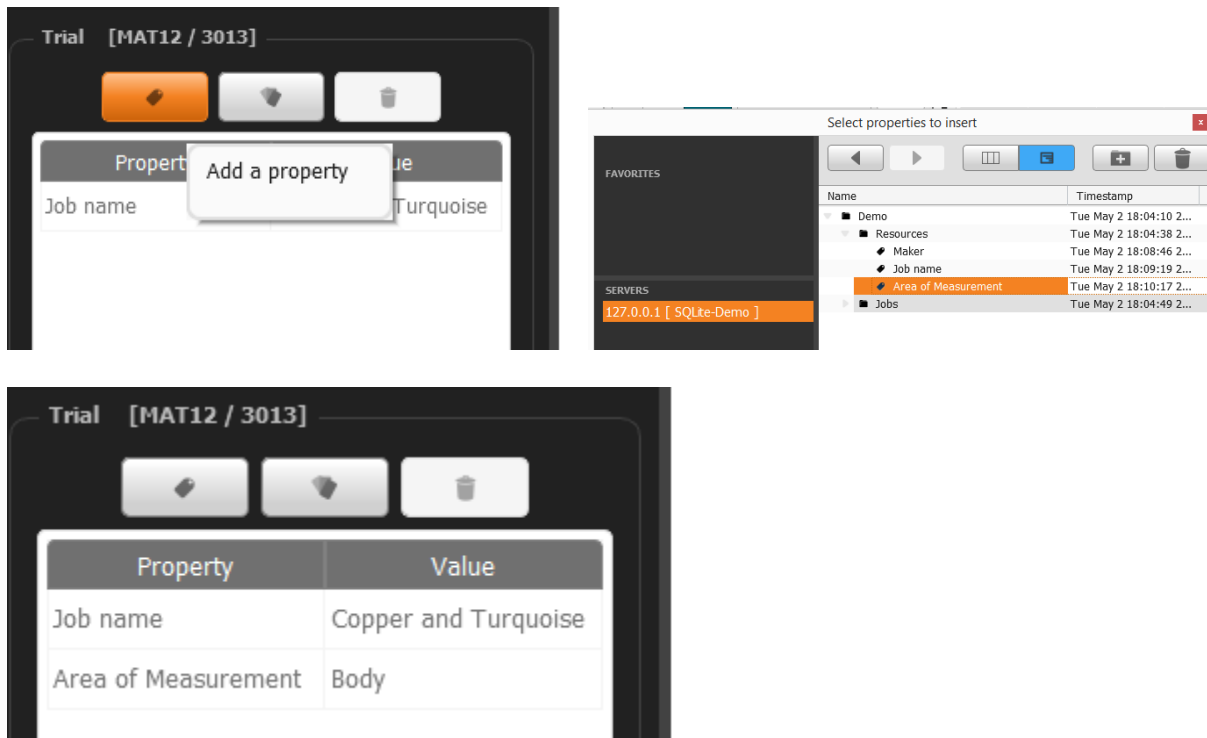 Trial [MAT12 / 3013]
Add a property
Job name
Turquoise
Select properties to insert
FAVORITES
SERVERS
127.0.0.1 [ SQLite-Demo ]
Name Timestamp
Demo Tue May 2 18:04:10 2...
Resources Tue May 2 18:04:38 2...
Maker Tue May 2 18:08:46 2...
Job name Tue May 2 18:09:19 2...
Area of Measurement Tue May 2 18:10:17 2...
Jobs Tue May 2 18:04:49 2...
Trial [MAT12 / 3013]
Property Value
Job name Copper and Turquoise
Area of Measurement Body